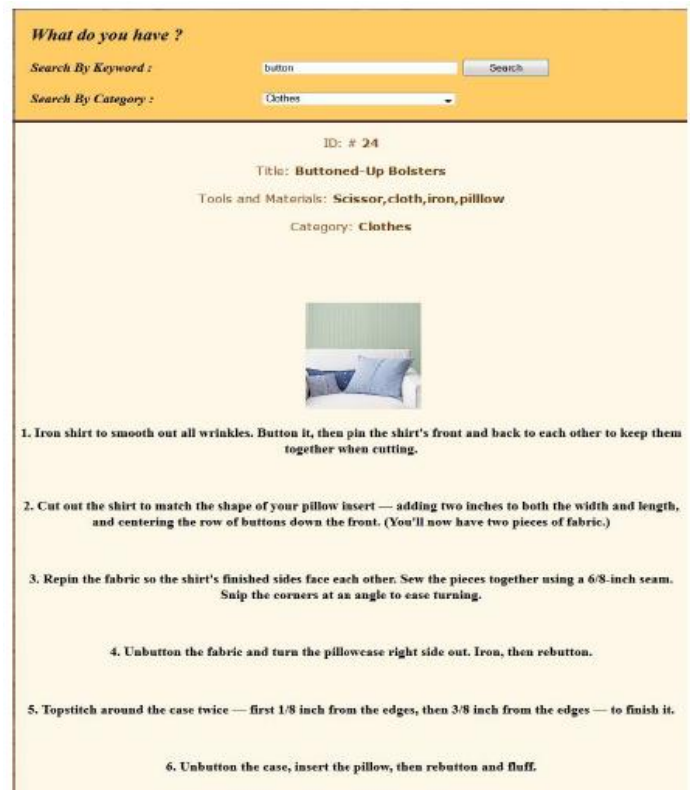 What do you have ?
Search By Keyword : button Search
Search By Category : Clothes
ID: # 24
Title: Buttoned-Up Bolsters
Tools and Materials: Scissor,cloth,iron,pilllow
Category: Clothes
1. Iron shirt to smooth out all wrinkles. Button it, then pin the shirt's front and back to each other to keep them
together when cutting.
2. Cut out the shirt to match the shape of your pillow insert — adding two inches to both the width and length,
and centering the row of buttons down the front. (You'll now have two pieces of fabric.)
3. Repin the fabric so the shirt's finished sides face each other. Sew the pieces together using a 6/8-inch seam.
Snip the corners at an angle to ease turning.
4. Unbutton the fabric and turn the pillowcase right side out. Iron, then rebutton.
5. Topstitch around the case twice — first 1/8 inch from the edges, then 3/8 inch from the edges — to finish it.
6. Unbutton the case, insert the pillow, then rebutton and fluff.